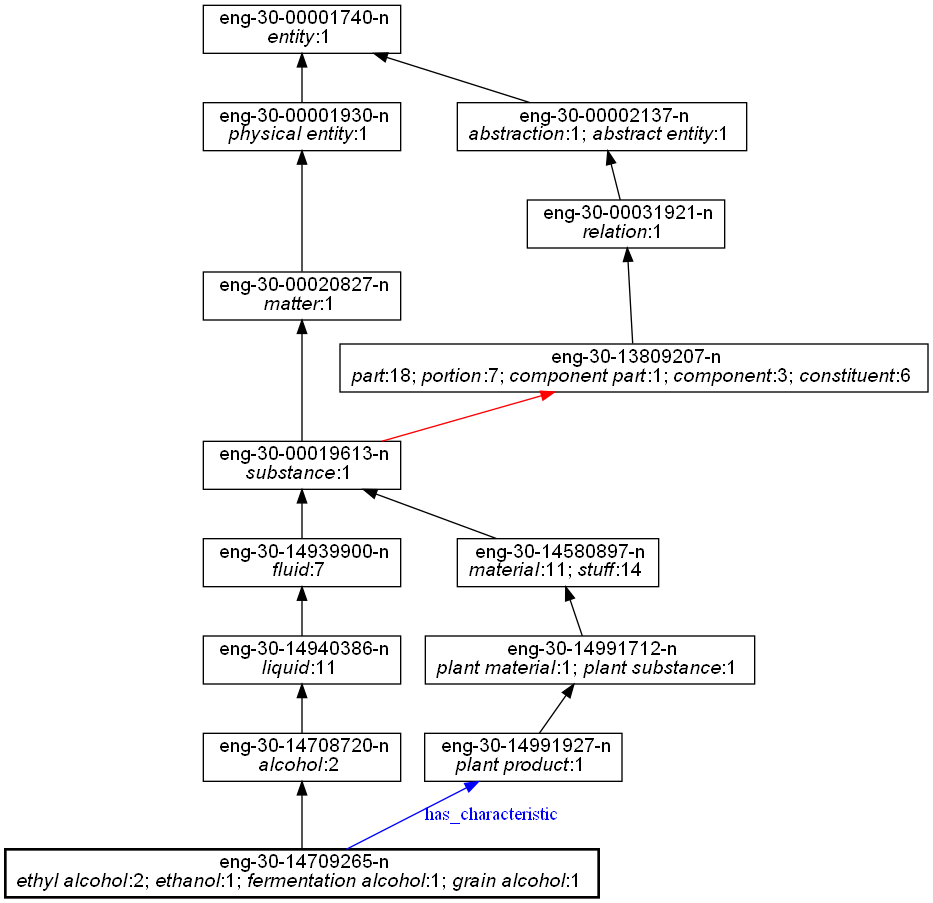 eng-30-00001740-n
entity:1
eng-30-00001930-n
physical entity:1
eng-30-00002137-n
abstraction:1; abstract entity:1
eng-30-00031921-n
relation:1
eng-30-00020827-n
matter:1
eng-30-13809207-n
part:18; portion:7; component part:1; component:3; constituent:6
eng-30-00019613-n
substance:1
eng-30-14939900-n
fluid:7
eng-30-14580897-n
material:11; stuff:14
eng-30-14940386-n
liquid:11
eng-30-14991712-n
plant material:1; plant substance:1
eng-30-14708720-n
alcohol:2
eng-30-14991927-n
plant product:1
has_characteristic
eng-30-14709265-n
ethyl alcohol:2; ethanol:1; fermentation alcohol:1; grain alcohol:1